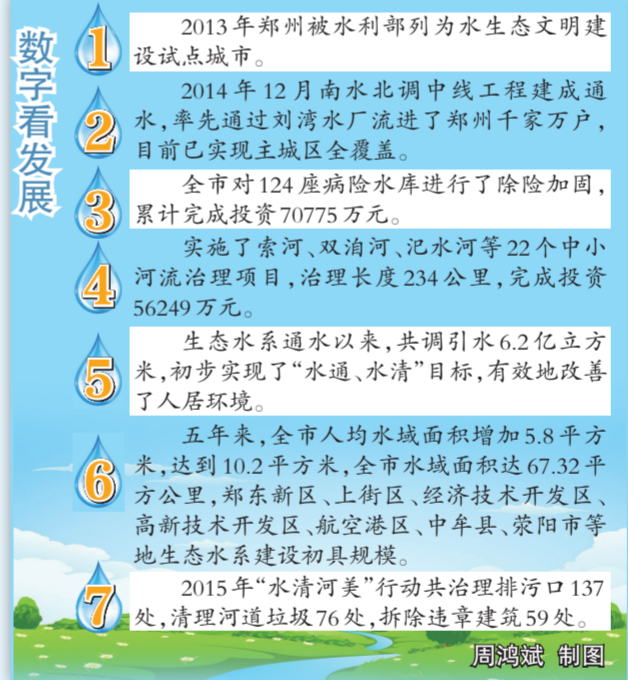 数字看发展
1
2013年郑州被水利部列为水生态文明建
设试点城市。
2
2014年12月南水北调中线工程建成通
水,率先通过刘湾水厂流进了郑州千家万户,
目前已实现主城区全覆盖。
3
全市对124座病险水库进行了除险加固,
累计完成投资70775万元。
4
实施了索河、双洎河、汜水河等22个中小
河流治理项目,治理长度234公里,完成投资
56249万元。
5
生态水系通水以来,共调引水6.2亿立方
米,初步实现了“水通、水清”目标,有效地改善
了人居环境。
6
五年来,全市人均水域面积增加5.8平方
米,达到10.2平方米,全市水域面积达67.32平
方公里,郑东新区、上街区、经济技术开发区、
高新技术开发区、航空港区、中牟县、荥阳市等
地生态水系建设初具规模。
7
2015年“水清河美”行动共治理排污口137
处,清理河道垃圾76处,拆除违章建筑59处。
周鸿斌 制图